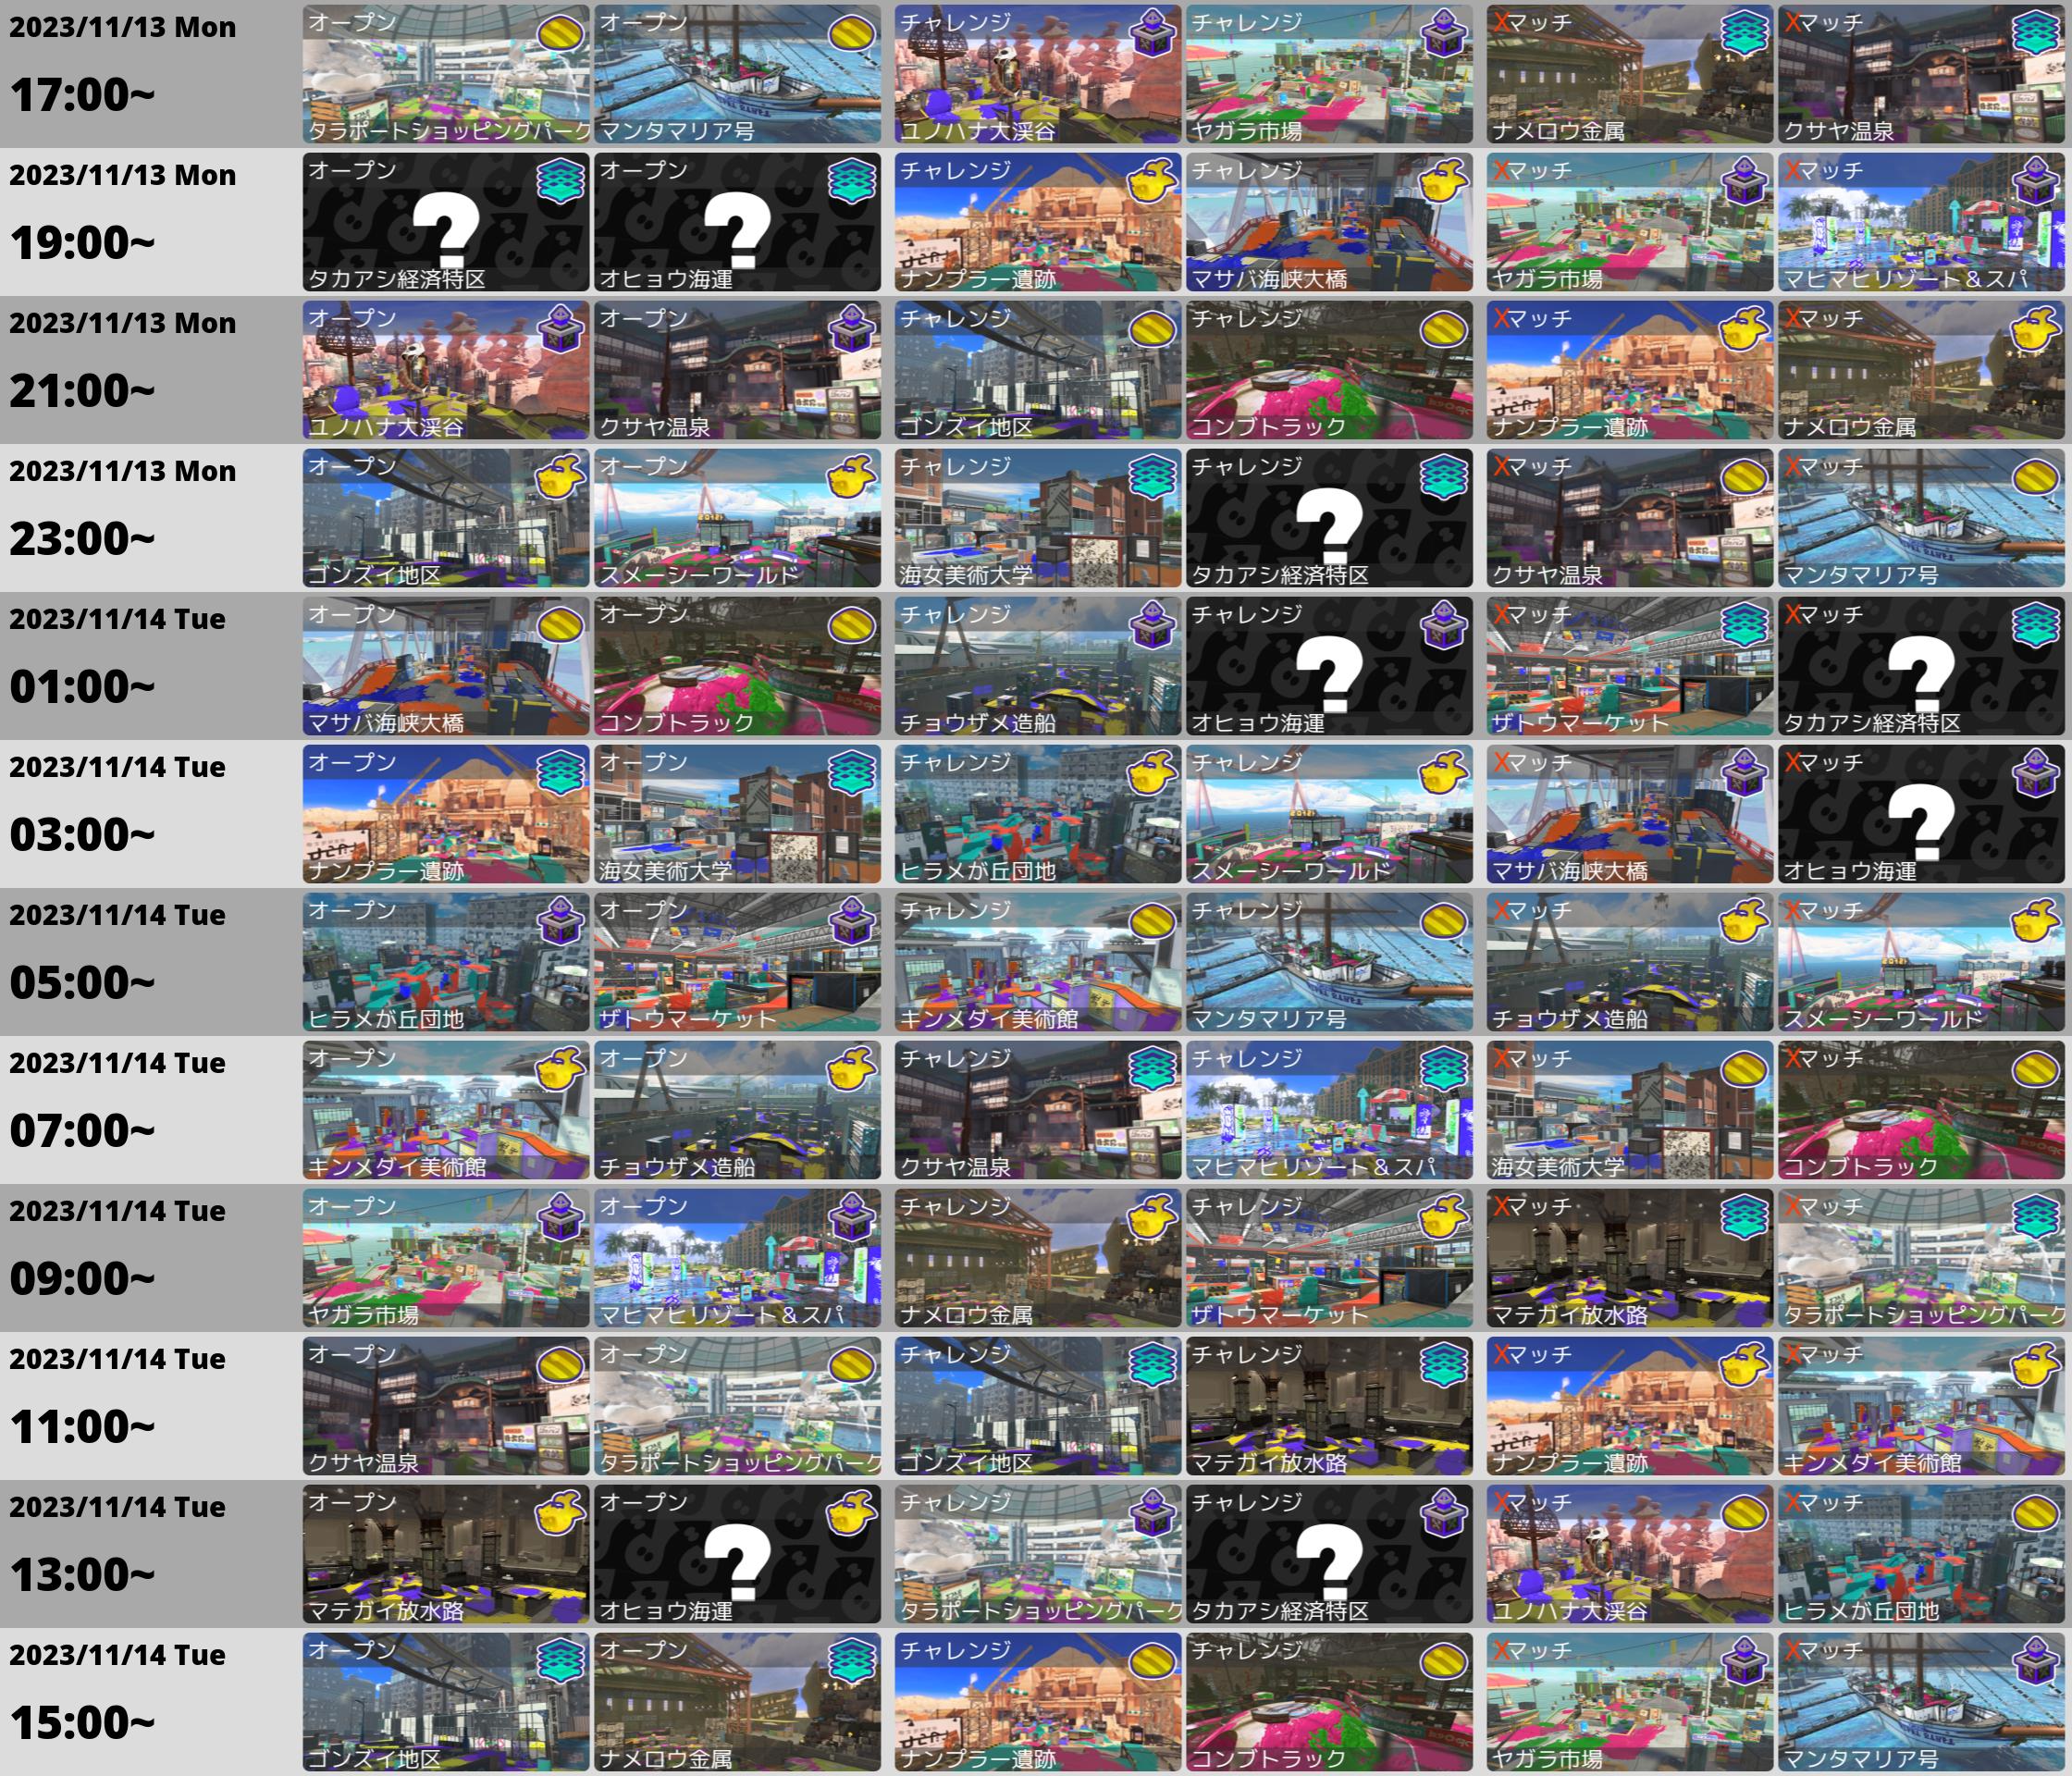 2023/11/13 Mon
17:00~
オープン オープン チャレンジ チャレンジ Xマッチ Xマッチ
タラポートショッピングパーク マンタマリア号 ユノハナ大渓谷 ヤガラ市場 ナメロウ金属 クサヤ温泉
2023/11/13 Mon
19:00~
オープン オープン チャレンジ チャレンジ Xマッチ Xマッチ
? ?
タカアシ経済特区 オヒョウ海運 ナンプラー遺跡 マサバ海峡大橋 ヤガラ市場 マヒマヒリゾート&スパ
2023/11/13 Mon
21:00~
オープン オープン チャレンジ チャレンジ Xマッチ Xマッチ
ユノハナ大渓谷 クサヤ温泉 ゴンズイ地区 コンブトラック ナンプラー遺跡 ナメロウ金属
2023/11/13 Mon
23:00~
オープン オープン チャレンジ チャレンジ Xマッチ Xマッチ
?
ゴンズイ地区 スメーシーワールド 海女美術大学 タカアシ経済特区 クサヤ温泉 マンタマリア号
2023/11/14 Tue
01:00~
オープン オープン チャレンジ チャレンジ Xマッチ Xマッチ
? ?
マサバ海峡大橋 コンブトラック チョウザメ造船 オヒョウ海運 ザトウマーケット タカアシ経済特区
2023/11/14 Tue
03:00~
オープン オープン チャレンジ チャレンジ Xマッチ Xマッチ
?
ナンプラー遺跡 海女美術大学 ヒラメが丘団地 スメーシーワールド マサバ海峡大橋 オヒョウ海運
2023/11/14 Tue
05:00~
オープン オープン チャレンジ チャレンジ Xマッチ Xマッチ
ヒラメが丘団地 ザトウマーケット キンメダイ美術館 マンタマリア号 チョウザメ造船 スメーシーワールド
2023/11/14 Tue
07:00~
オープン オープン チャレンジ チャレンジ Xマッチ Xマッチ
キンメダイ美術館 チョウザメ造船 クサヤ温泉 マヒマヒリゾート&スパ 海女美術大学 コンブトラック
2023/11/14 Tue
09:00~
オープン オープン チャレンジ チャレンジ Xマッチ Xマッチ
ヤガラ市場 マヒマヒリゾート&スパ ナメロウ金属 ザトウマーケット マテガイ放水路 タラポートショッピングパーク
2023/11/14 Tue
11:00~
オープン オープン チャレンジ チャレンジ Xマッチ Xマッチ
クサヤ温泉 タラポートショッピングパーク ゴンズイ地区 マテガイ放水路 ナンプラー遺跡 キンメダイ美術館
2023/11/14 Tue
13:00~
オープン オープン チャレンジ チャレンジ Xマッチ Xマッチ
? ?
マテガイ放水路 オヒョウ海運 タラポートショッピングパーク タカアシ経済特区 ユノハナ大渓谷 ヒラメが丘団地
2023/11/14 Tue
15:00~
オープン オープン チャレンジ チャレンジ Xマッチ Xマッチ
ゴンズイ地区 ナメロウ金属 ナンプラー遺跡 コンブトラック ヤガラ市場 マンタマリア号